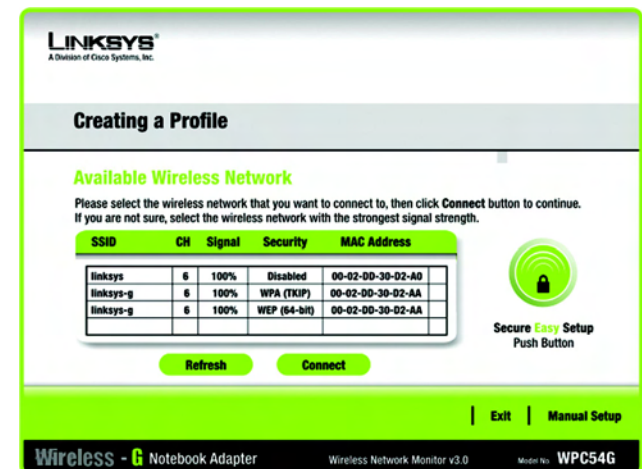 LINKSYS®
A Division of Cisco Systems, Inc.
Creating a Profile
Available Wireless Network
Please select the wireless network that you want to connect to, then click Connect button to continue.
If you are not sure, select the wireless network with the strongest signal strength.
SSID CH Signal Security MAC Address
linksys 6 100% Disabled 00-02-DD-30-D2-A0
linksys-g 6 100% WPA (TKIP) 00-02-DD-30-D2-AA
linksys-g 6 100% WEP (64-bit) 00-02-DD-30-D2-AA
Secure Easy Setup
Push Button
Refresh Connect
Exit Manual Setup
Wireless - G Notebook Adapter Wireless Network Monitor v3.0 Model No WPC54G